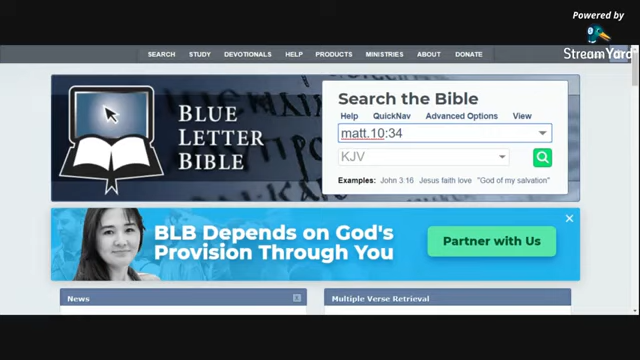 Powered by
StreamYard
SEARCH STUDY DEVOTIONALS HELP PRODUCTS MINISTRIES ABOUT DONATE
BLUE
LETTER
BIBLE
Search the Bible
Help QuickNav Advanced Options View
matt.10:34
KJV
Examples: John 3:16 Jesus faith love "God of my salvation"
BLB Depends on God's
Provision Through You
Partner with Us
News
Multiple Verse Retrieval